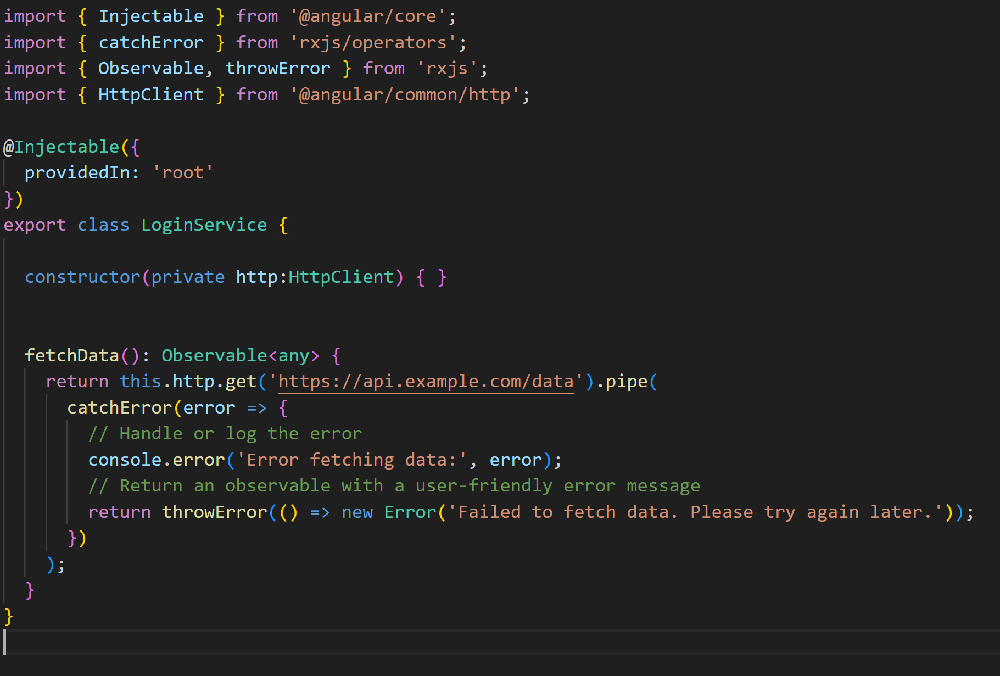 import { Injectable } from '@angular/core';
import { catchError } from 'rxjs/operators';
import { Observable, throwError } from 'rxjs';
import { HttpClient } from '@angular/common/http';

@Injectable({
  providedIn: 'root'
})
export class LoginService {

  constructor(private http:HttpClient) { }


  fetchData(): Observable<any> {
    return this.http.get('https://api.example.com/data').pipe(
      catchError(error => {
        // Handle or log the error
        console.error('Error fetching data:', error);
        // Return an observable with a user-friendly error message
        return throwError(() => new Error('Failed to fetch data. Please try again later.'));
      })
    );
  }
}